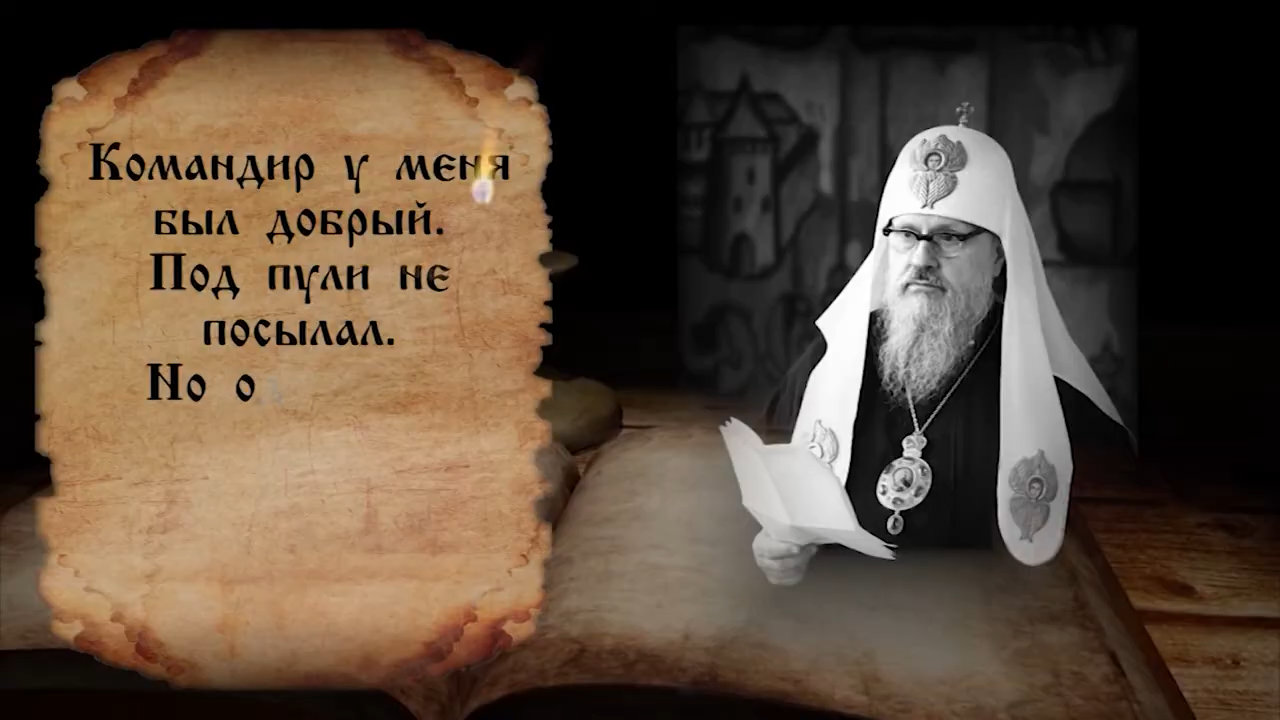 Командир у меня
был добрый.
Под пули не
посылал.
Но о